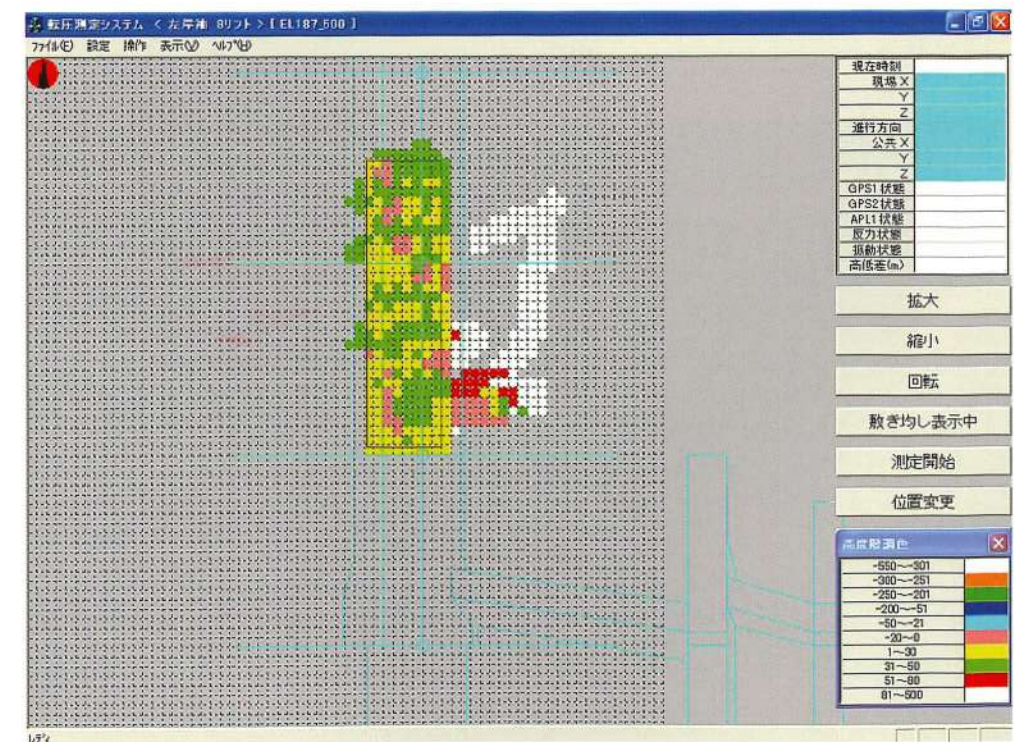 転圧測定システム < 左岸袖 8リフト > [ EL187_500 ]
ファイル(F) 設定 操作 表示(V) ヘルプ(H)
現在時刻
現場 X
Y
Z
進行方向
公共 X
Y
Z
GPS1 状態
GPS2 状態
APL1 状態
反力状態
振動状態
高低差(m)
拡大
縮小
回転
敷き均し表示中
測定開始
位置変更
高度階調色
-550~-301
-300~-251
-250~-201
-200~-51
-50~-21
-20~0
1~30
31~50
51~80
81~500
レディ